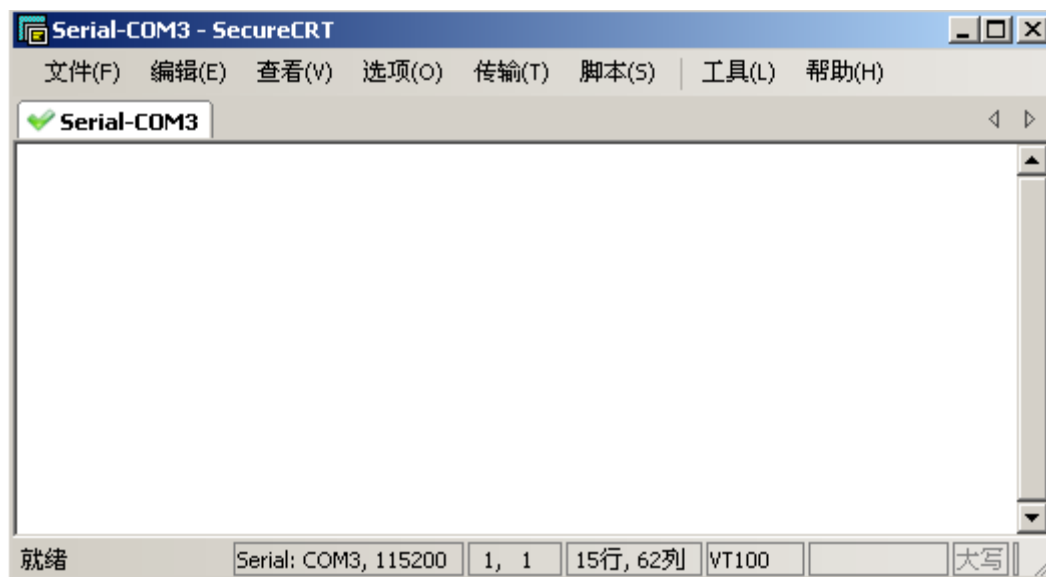 Serial-COM3 - SecureCRT
文件(F) 编辑(E) 查看(V) 选项(O) 传输(T) 脚本(S) 工具(L) 帮助(H)
Serial-COM3
就绪 Serial: COM3, 115200 1, 1 15行, 62列 VT100 大写